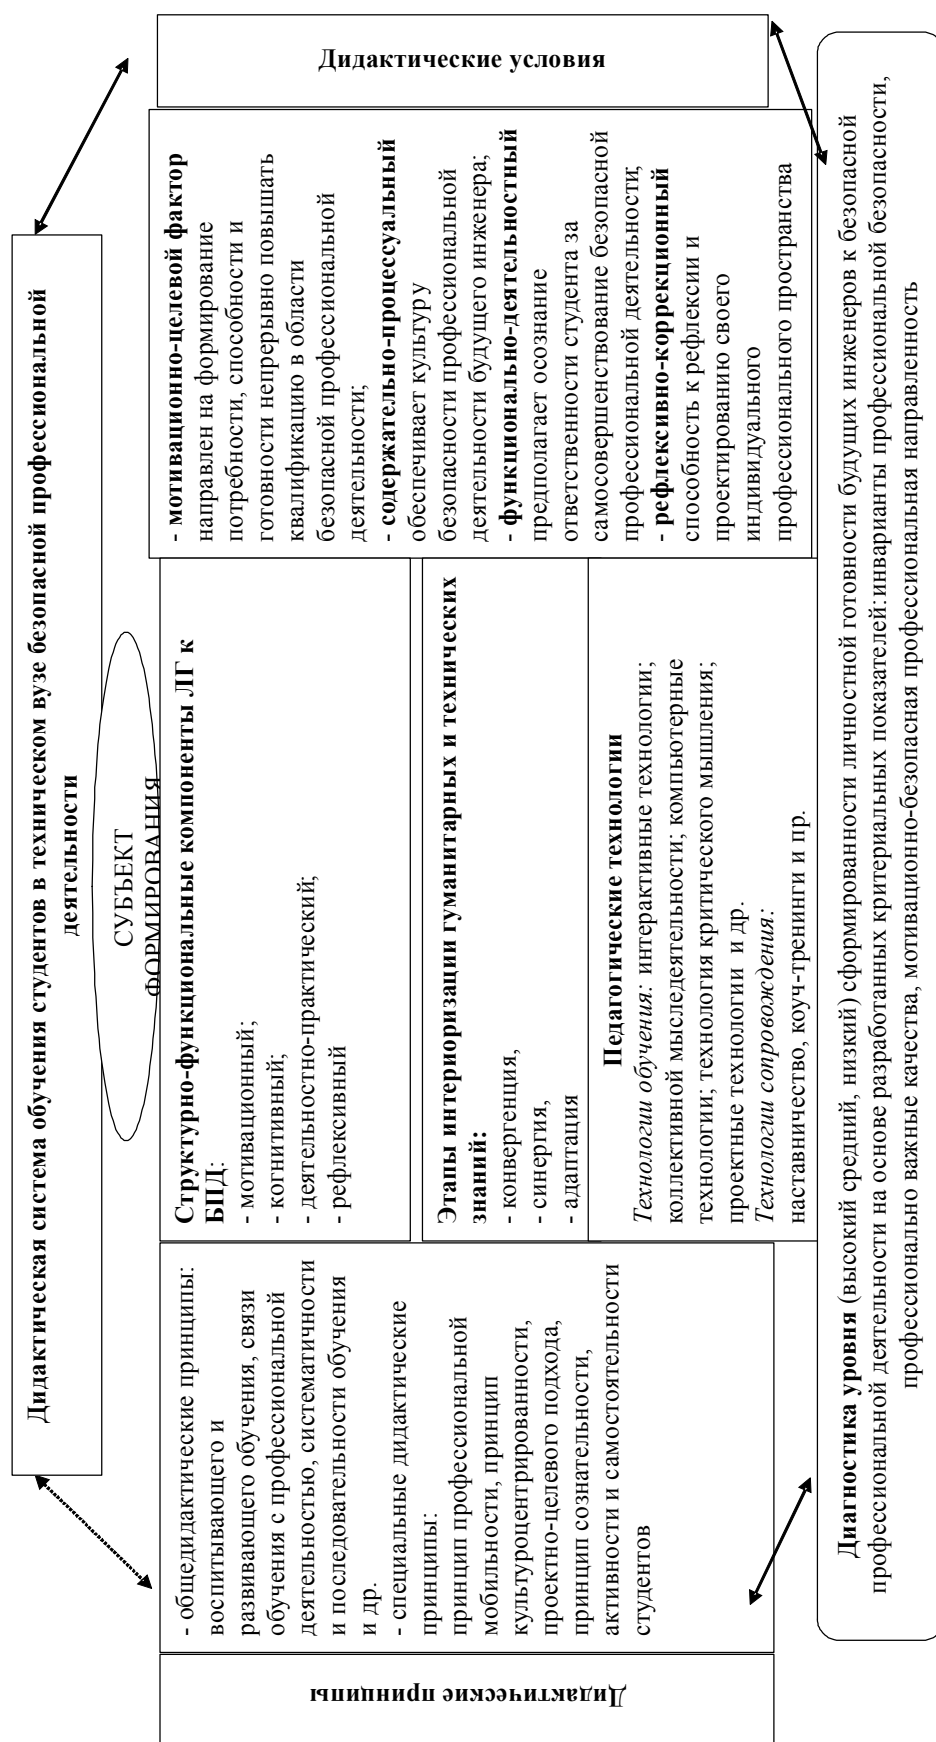 Дидактическая система обучения студентов в техническом вузе безопасной профессиональной
деятельности
СУБЪЕКТ
ФОРМИРОВАНИЯ
Дидактические принципы
- общедидактические принципы:
воспитывающего и
развивающего обучения, связи
обучения с профессиональной
деятельностью, систематичности
и последовательности обучения
и др.
- специальные дидактические
принципы:
принцип профессиональной
мобильности, принцип
культуроцентрированности,
проектно-целевого подхода,
принцип сознательности,
активности и самостоятельности
студентов
Структурно-функциональные компоненты ЛГ к
БПД:
- мотивационный;
- когнитивный;
- деятельностно-практический;
- рефлексивный
Этапы интериоризации гуманитарных и технических
знаний:
- конвергенция,
- синергия,
- адаптация
Педагогические технологии
Технологии обучения: интерактивные технологии;
коллективной мыследеятельности; компьютерные
технологии; технология критического мышления;
проектные технологии и др.
Технологии сопровождения:
наставничество, коуч-тренинги и пр.
- мотивационно-целевой фактор
направлен на формирование
потребности, способности и
готовности непрерывно повышать
квалификацию в области
безопасной профессиональной
деятельности;
- содержательно-процессуальный
обеспечивает культуру
безопасности профессиональной
деятельности будущего инженера;
- функционально-деятельностный
предполагает осознание
ответственности студента за
самосовершенствование безопасной
профессиональной деятельности;
- рефлексивно-коррекционный
способность к рефлексии и
проектированию своего
индивидуального
профессионального пространства
Дидактические условия
Диагностика уровня (высокий средний, низкий) сформированности личностной готовности будущих инженеров к безопасной
профессиональной деятельности на основе разработанных критериальных показателей:инварианты профессиональной безопасности,
профессионально важные качества, мотивационно-безопасная профессиональная направленность